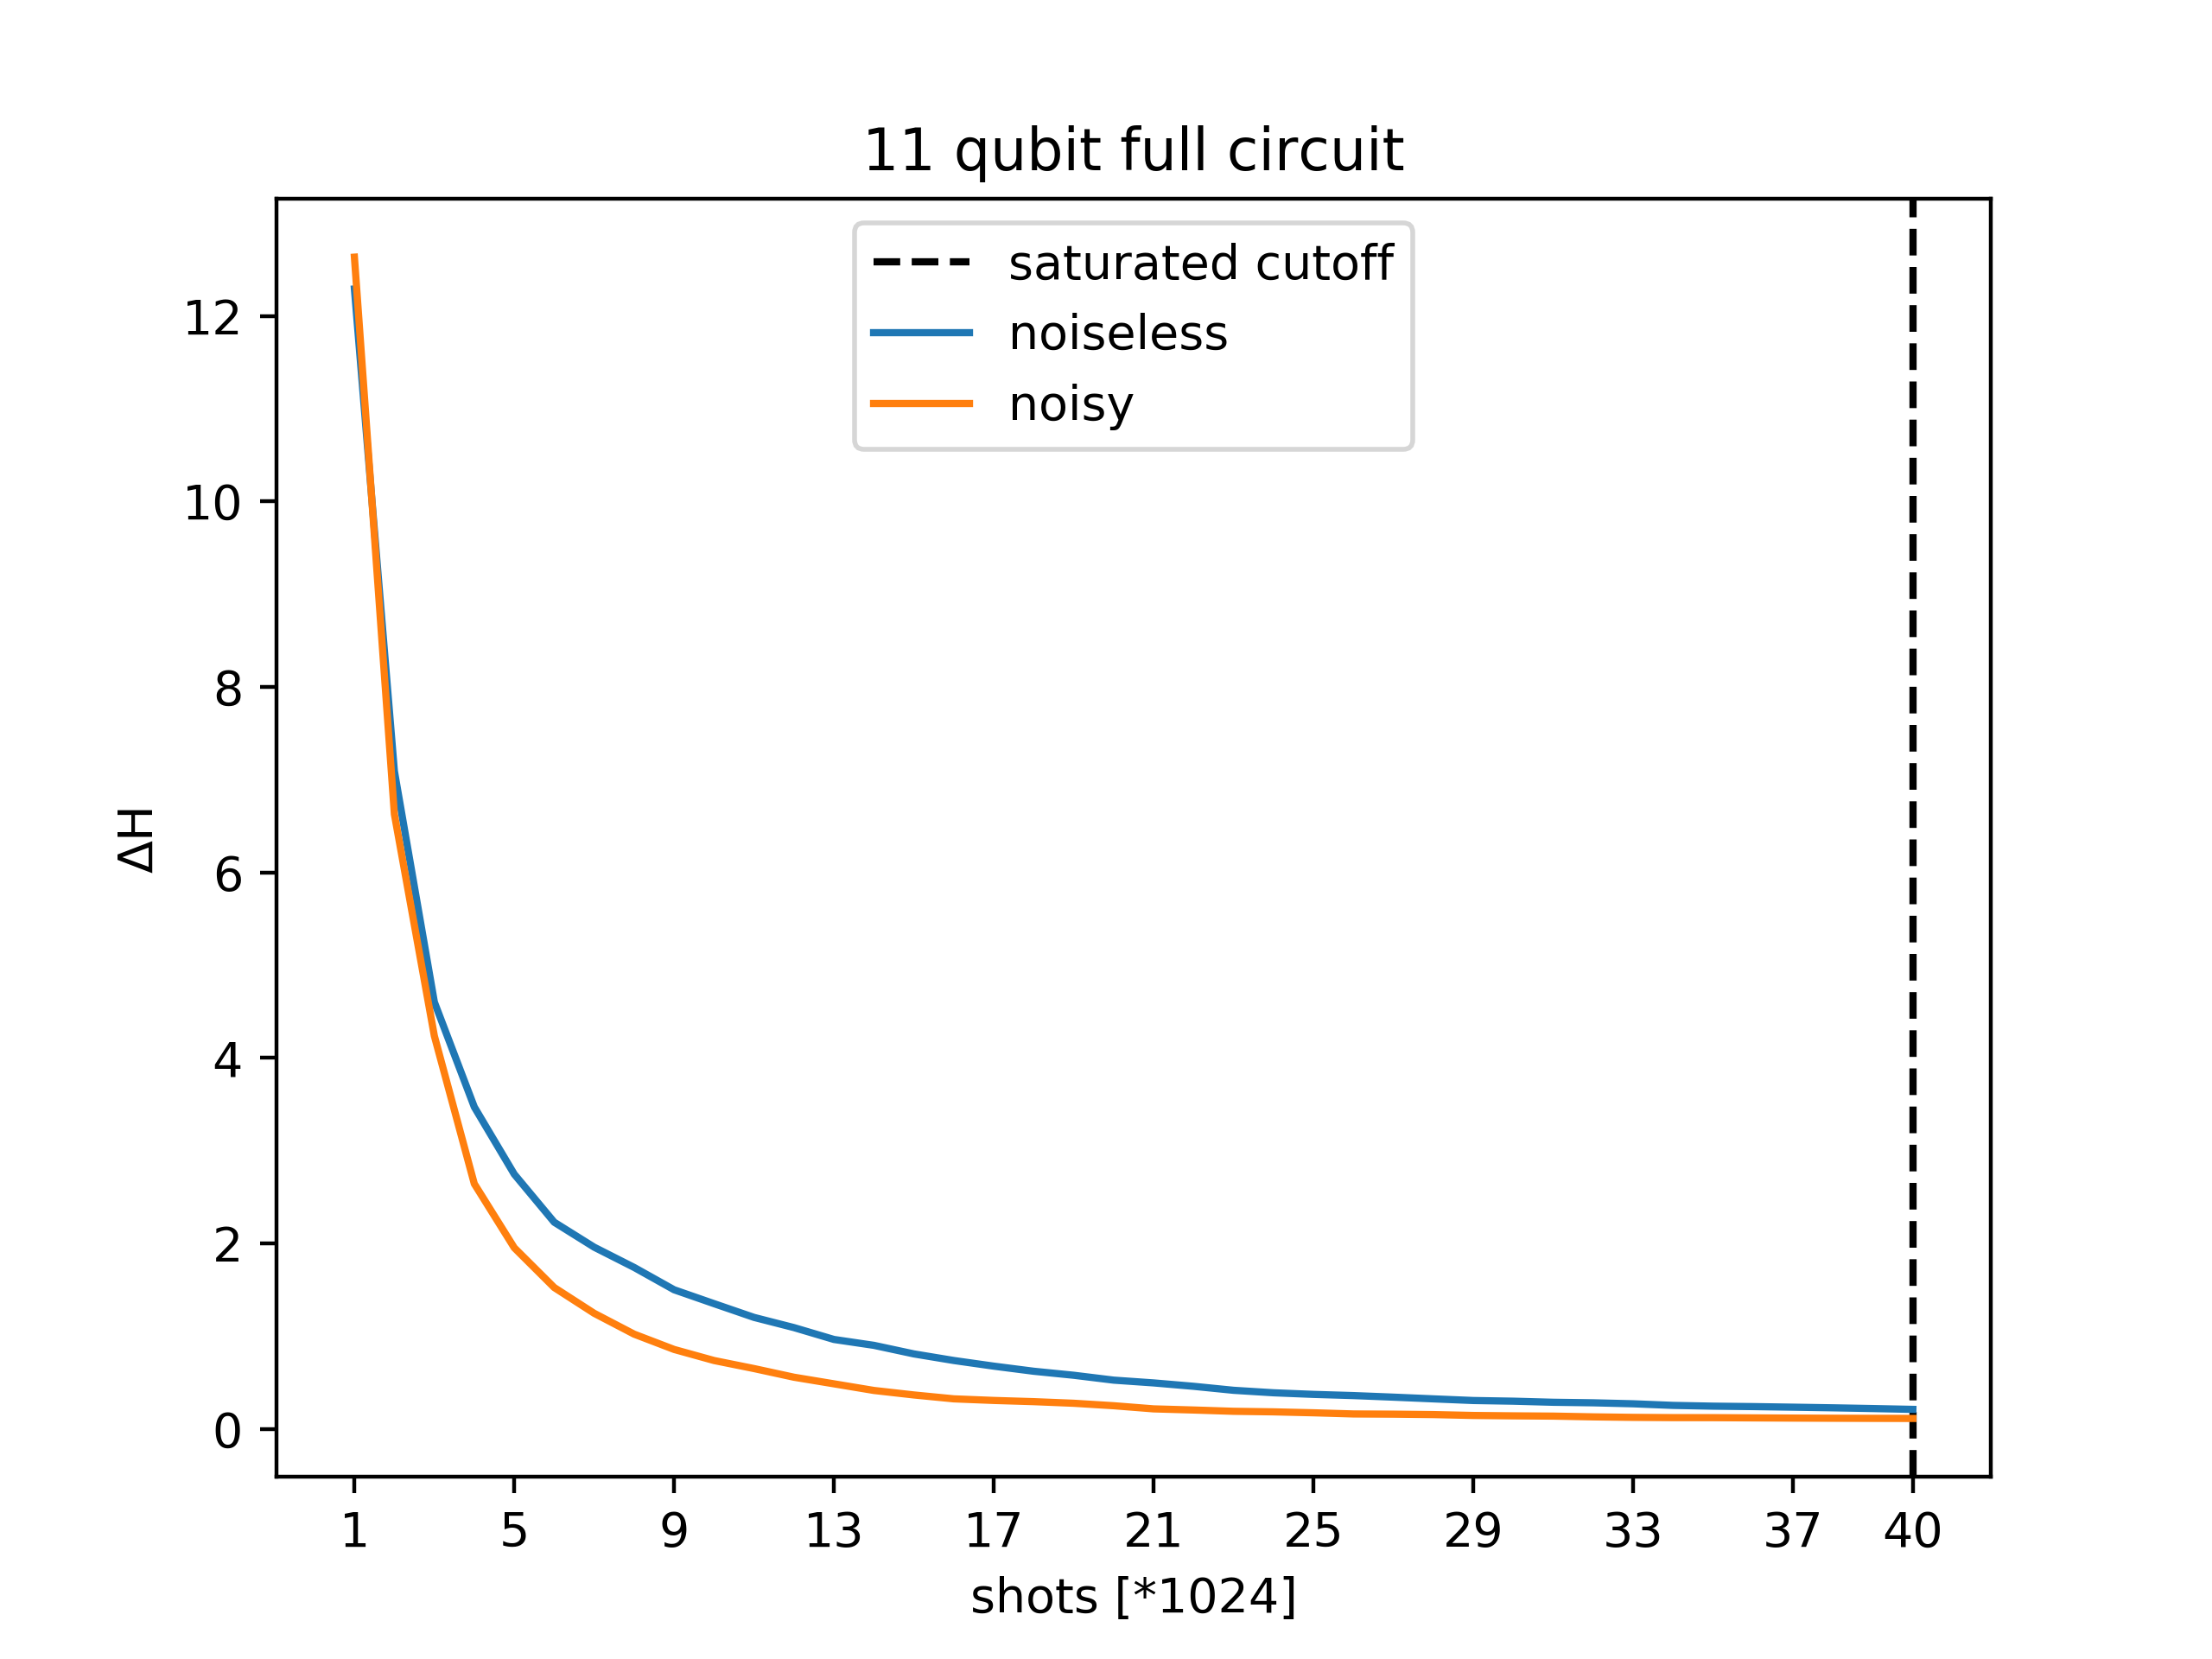 11 qubit full circuit
saturated cutoff
noiseless
noisy
12
10
8
6
4
2
0
ΔH
1 5 9 13 17 21 25 29 33 37 40
shots [*1024]